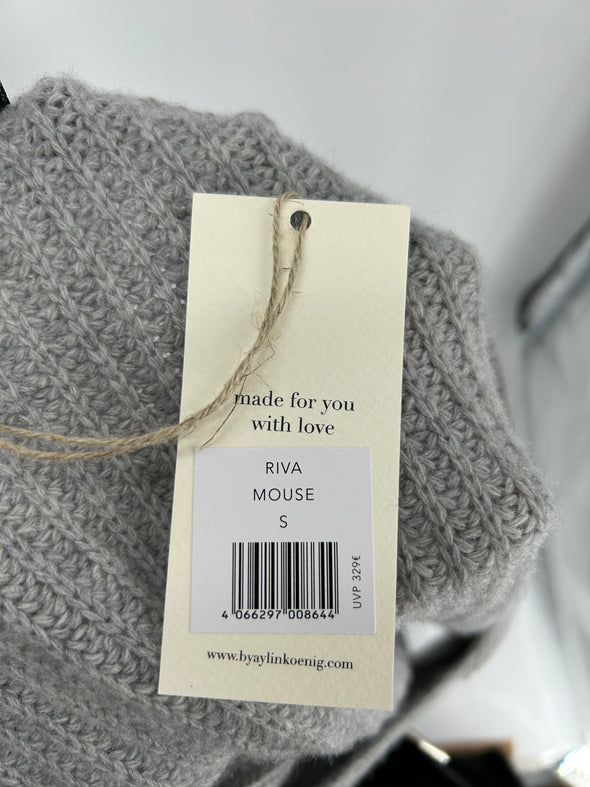 made for you
with love
RIVA
MOUSE
S
UVP 329€
4 066297 008644
www.byaylinkoenig.com